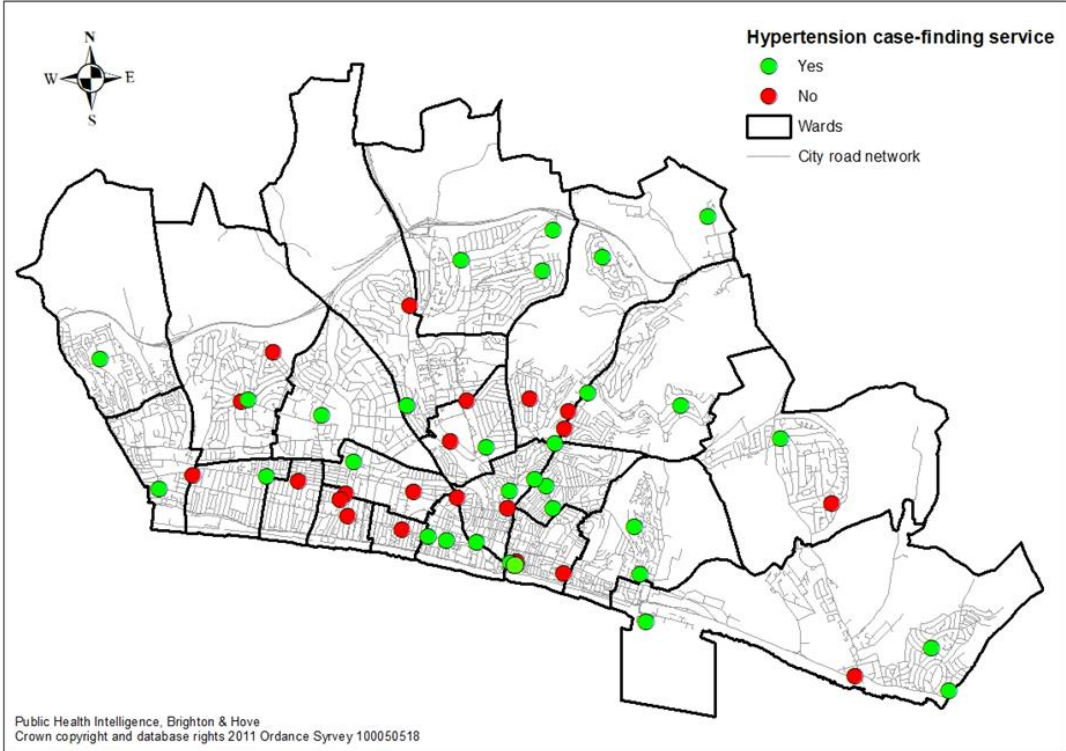 N
W E
S
Hypertension case-finding service
Yes
No
Wards
City road network
Public Health Intelligence, Brighton & Hove
Crown copyright and database rights 2011 Ordance Syrvey 100050518